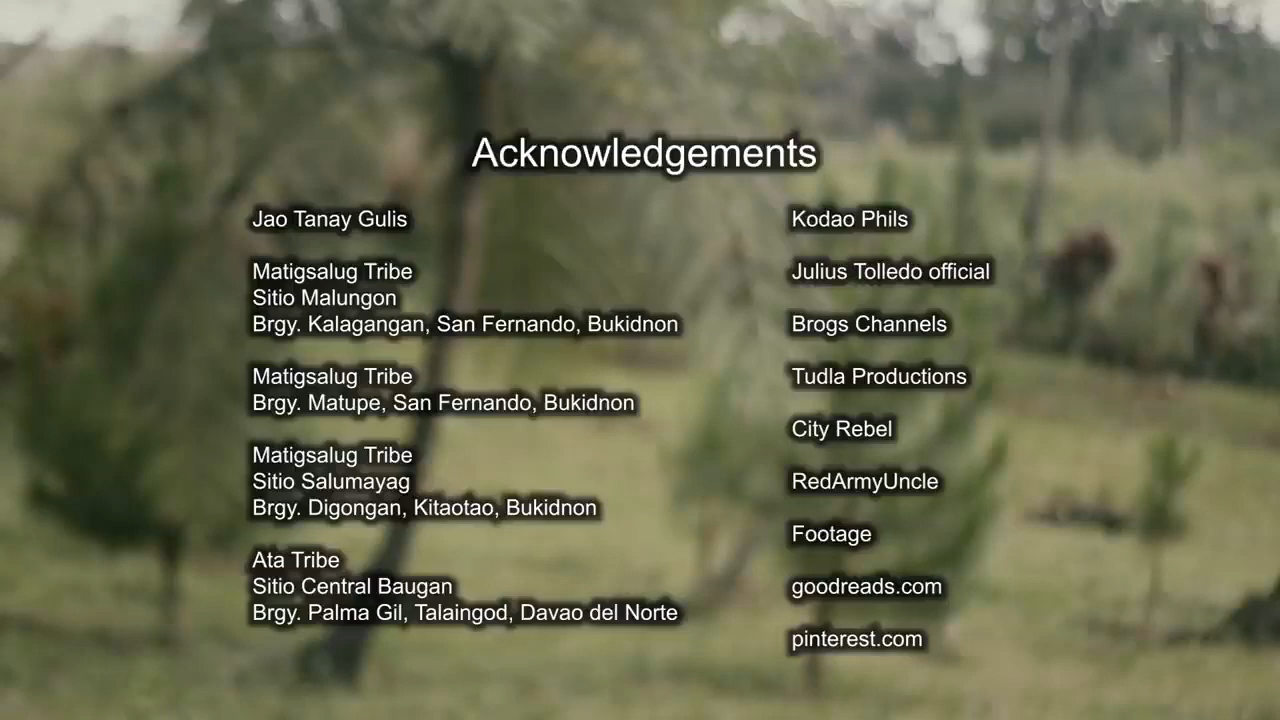 Acknowledgements
Jao Tanay Gulis
Matigsalug Tribe
Sitio Malungon
Brgy. Kalagangan, San Fernando, Bukidnon
Matigsalug Tribe
Brgy. Matupe, San Fernando, Bukidnon
Matigsalug Tribe
Sitio Salumayag
Brgy. Digongan, Kitaotao, Bukidnon
Ata Tribe
Sitio Central Baugan
Brgy. Palma Gil, Talaingod, Davao del Norte
Kodao Phils
Julius Tolledo official
Brogs Channels
Tudla Productions
City Rebel
RedArmyUncle
Footage
goodreads.com
pinterest.com